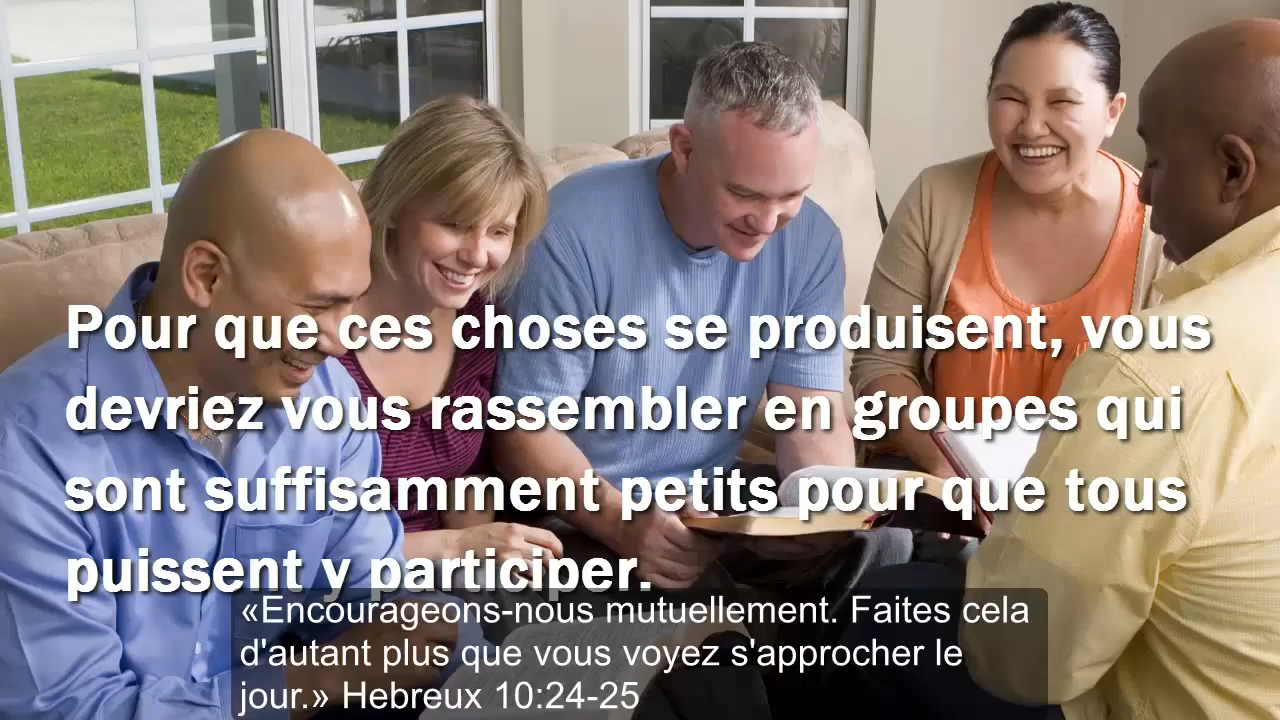 Pour que ces choses se produisent, vous
devriez vous rassembler en groupes qui
sont suffisamment petits pour que tous
puissent y participer.
«Encourageons-nous mutuellement. Faites cela
d'autant plus que vous voyez s'approcher le
jour.» Hebreux 10:24-25